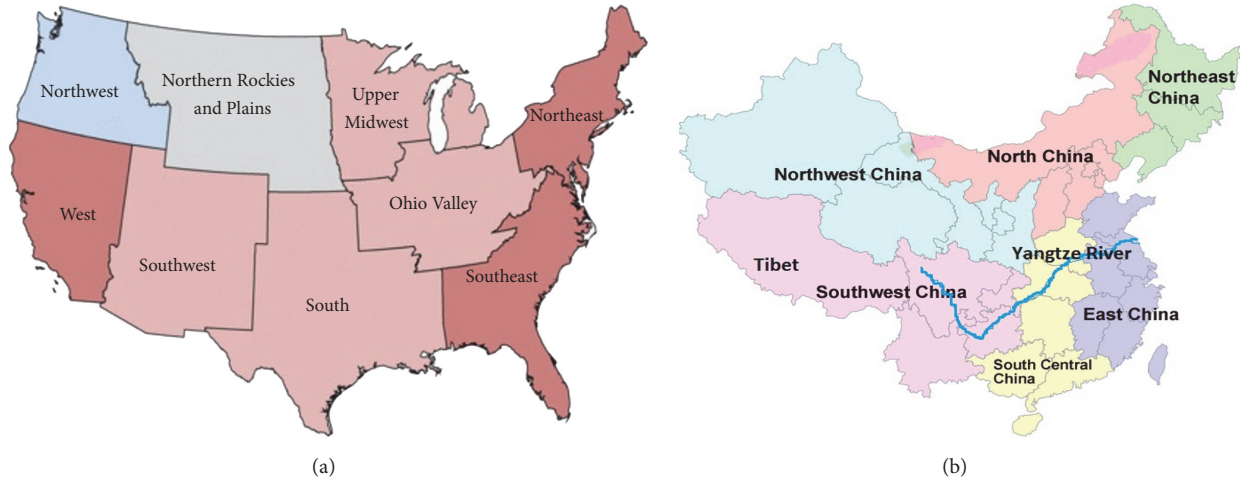 Northwest
Northern Rockies
and Plains
Upper
Midwest
Northeast
West
Southwest
Ohio Valley
South
Southeast
(a)
Northeast
China
North China
Northwest China
Tibet
Yangtze River
Southwest China
East China
South Central
China
(b)